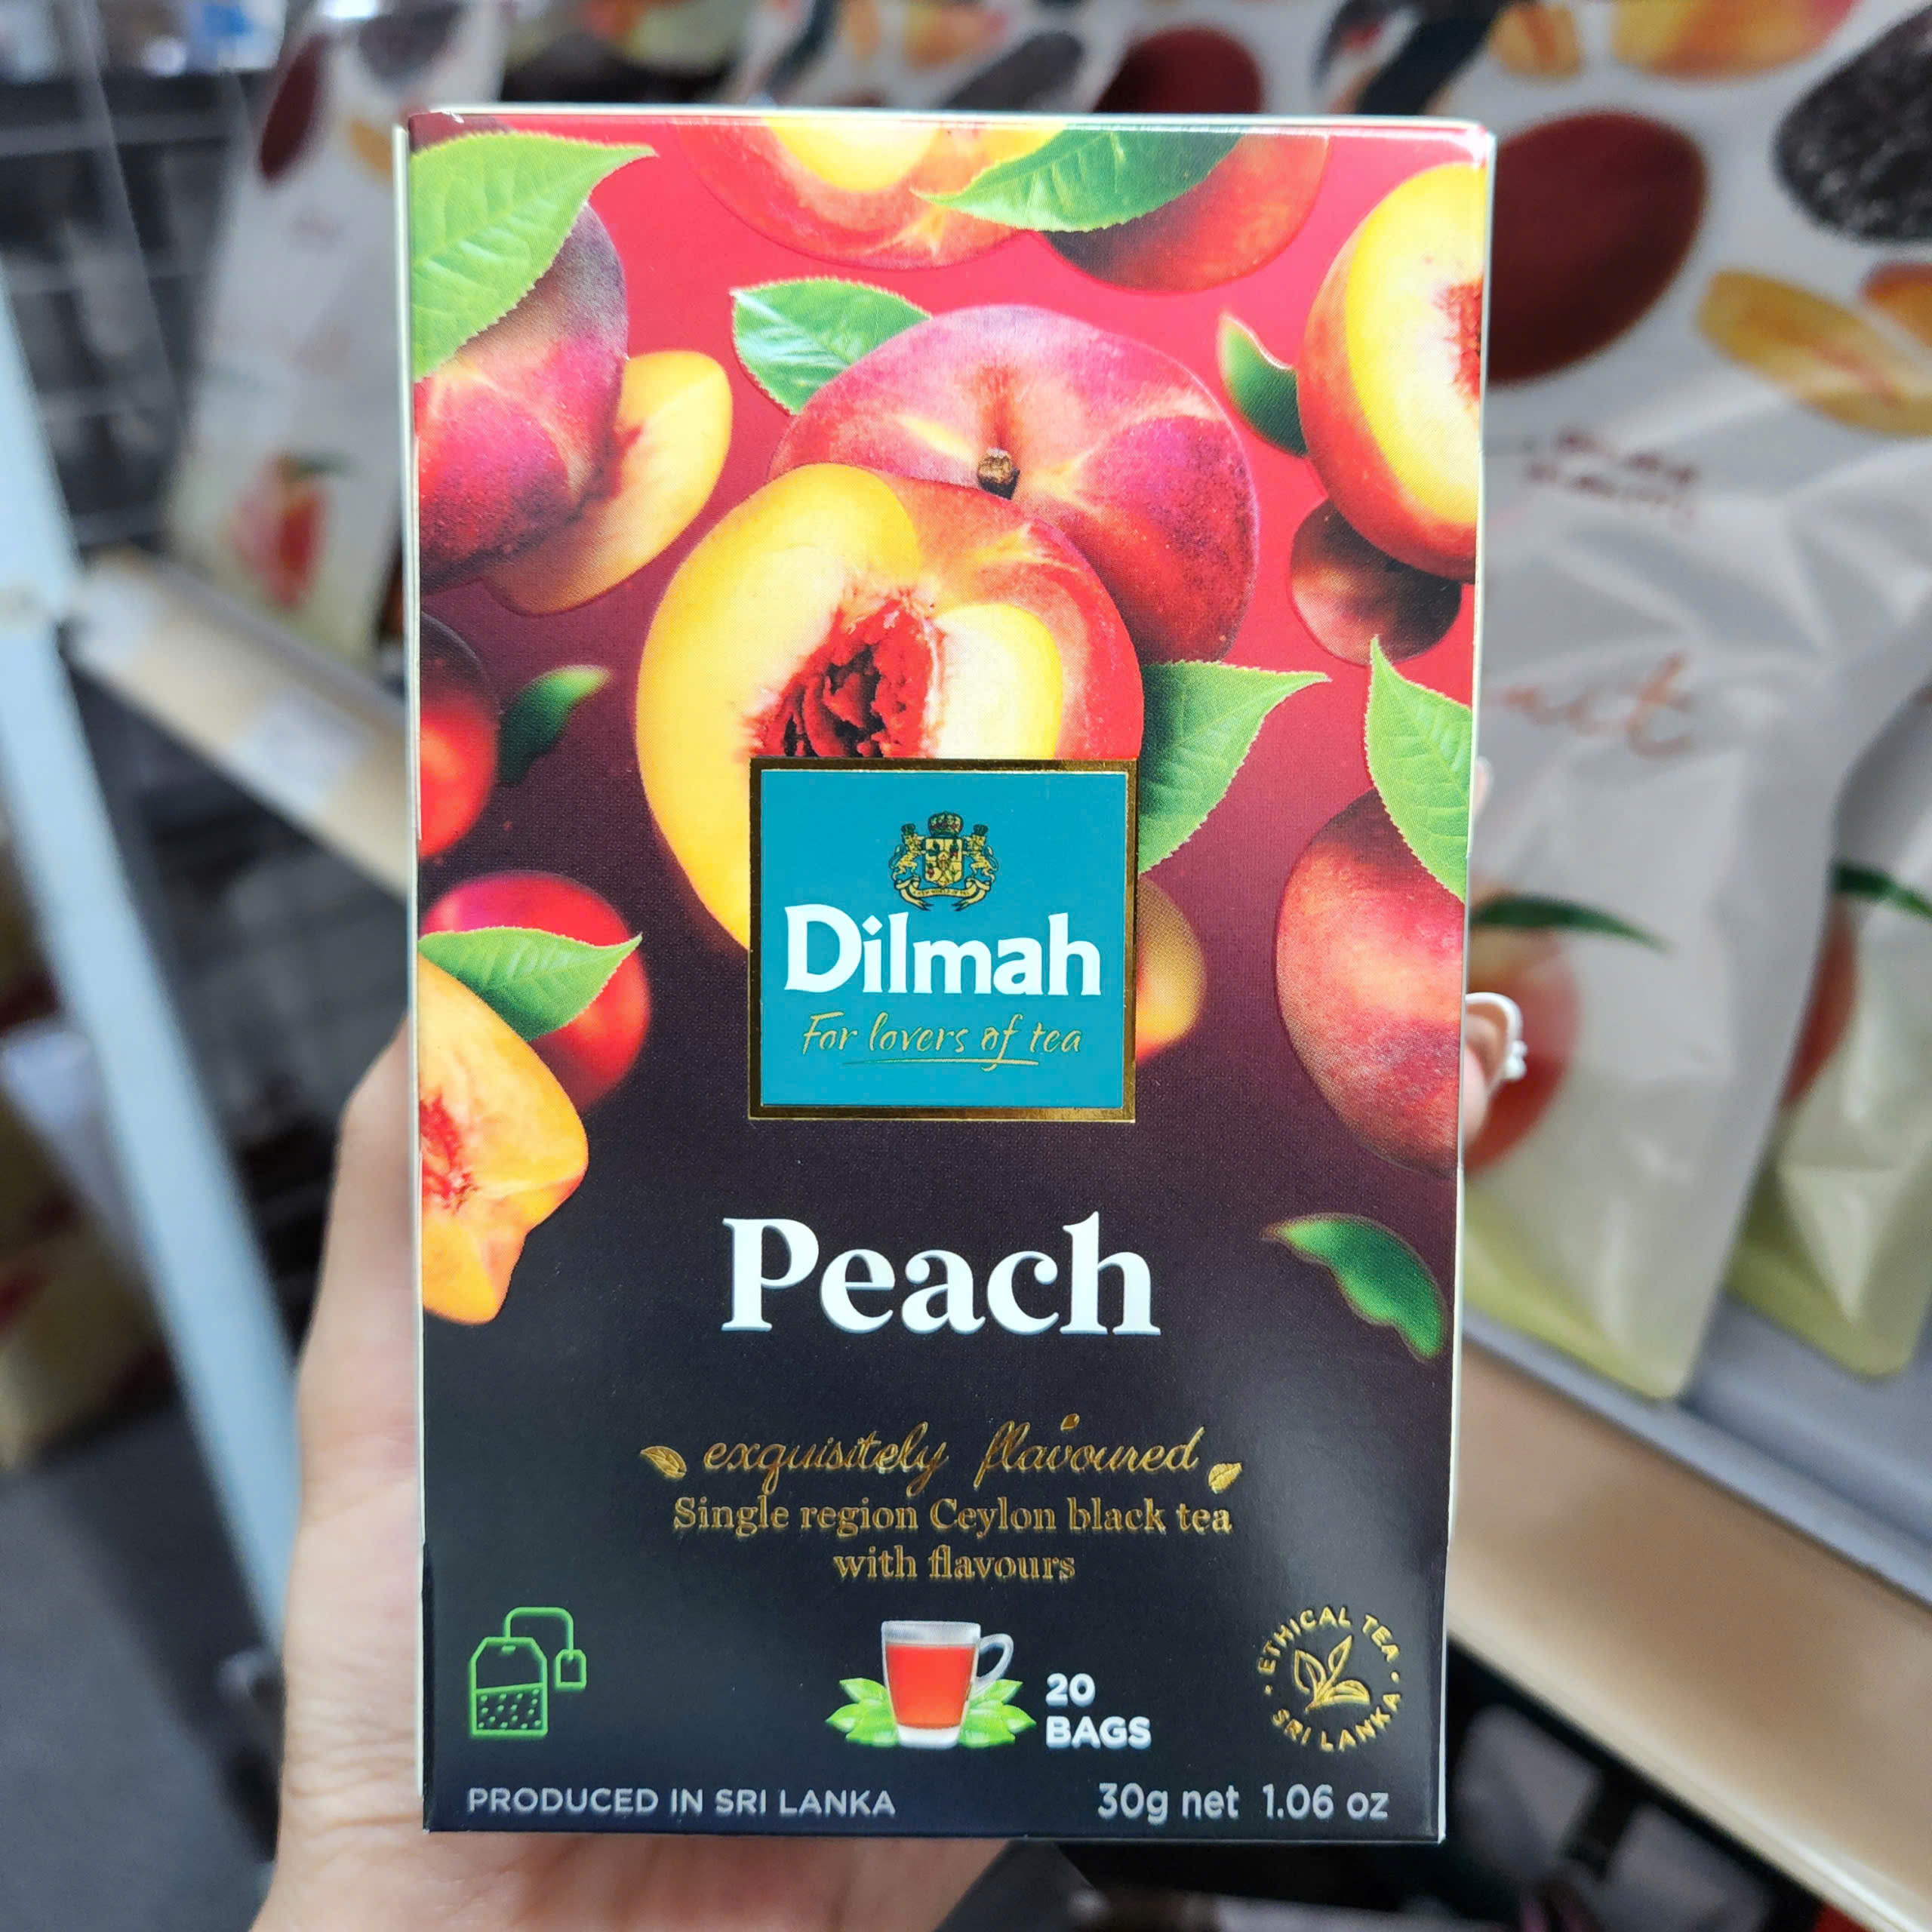 Dilmah
For lovers of tea
Peach
exquisitely flavoured
Single region Ceylon black tea
with flavours
20
BAGS
ETHICAL TEA
SRI LANKA
PRODUCED IN SRI LANKA
30g net 1.06 oz